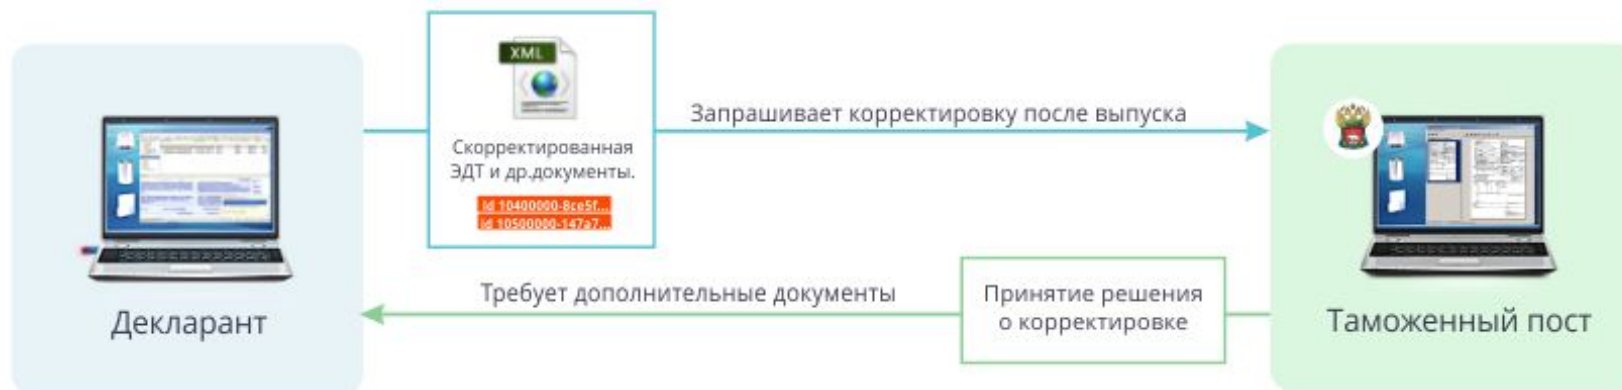 XML
Скорректированная
ЭДТ и др.документы.
id 10400000-8ce5f...
id 10500000-147a7...
Запрашивает корректировку после выпуска
Требует дополнительные документы
Принятие решения
о корректировке
Декларант
Таможенный пост